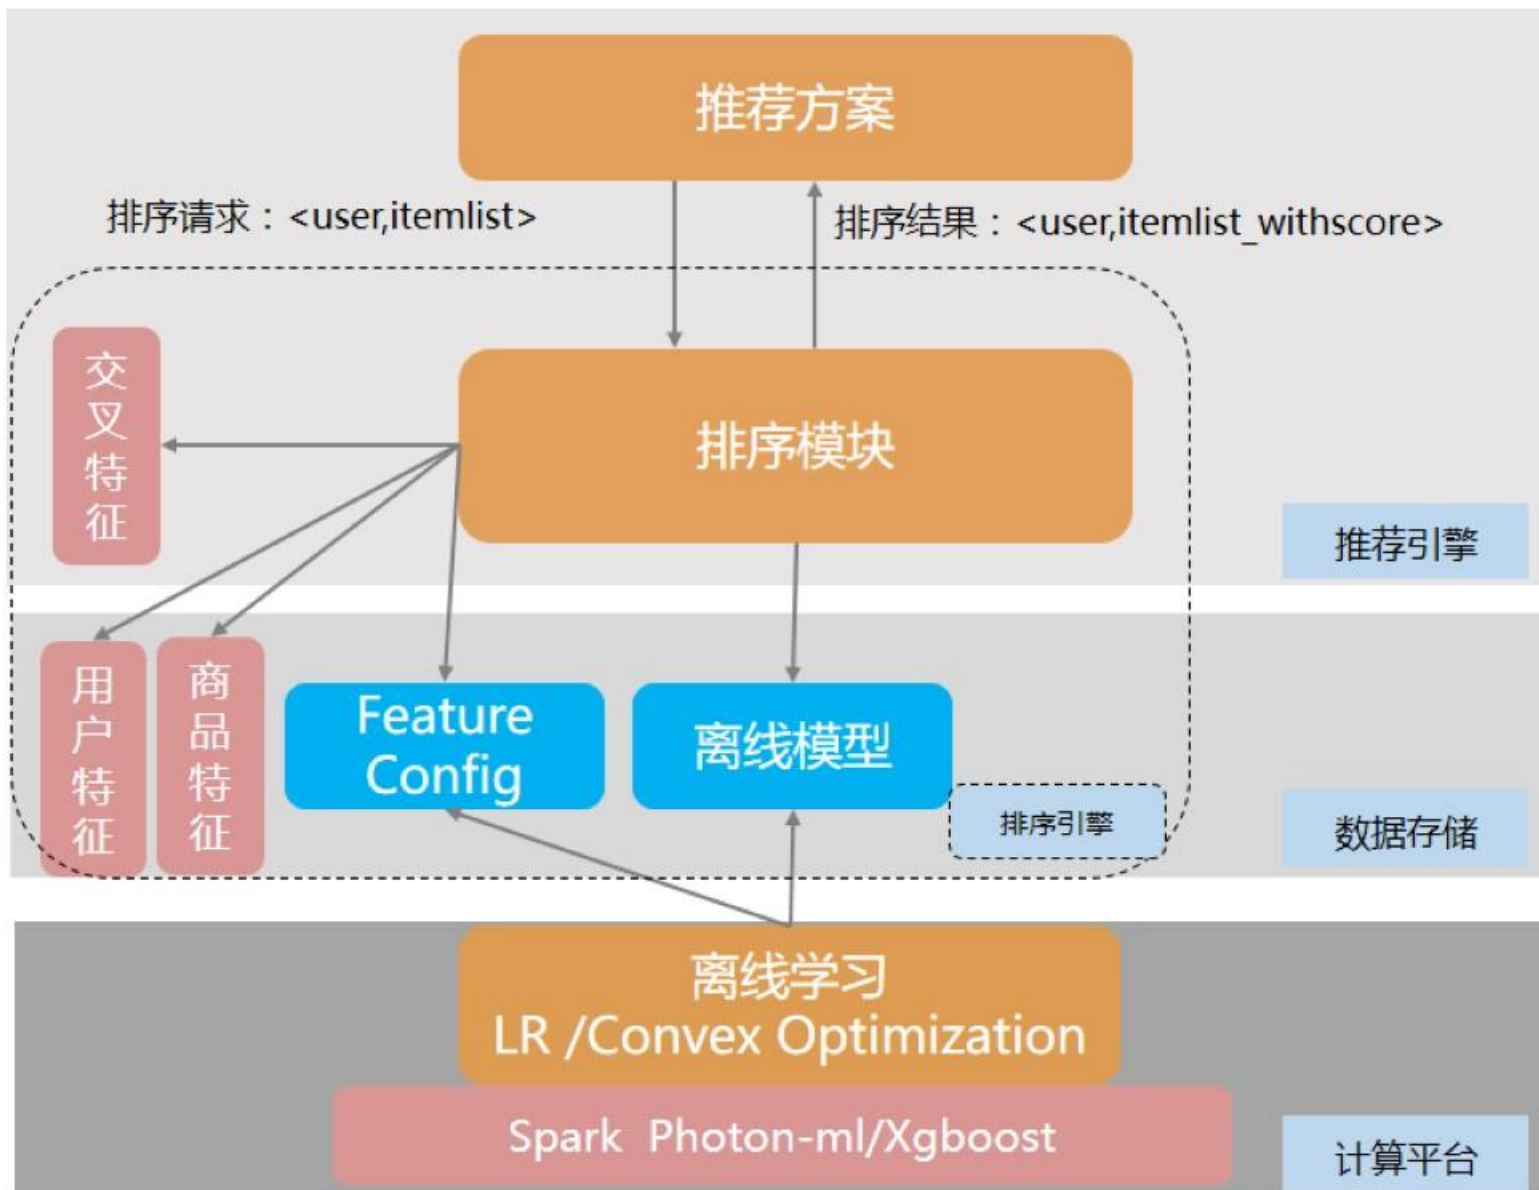 推荐方案
排序请求：<user,itemlist>
排序结果：<user,itemlist_withscore>
交叉特征
排序模块
推荐引擎
用户特征
商品特征
Feature
Config
离线模型
排序引擎
数据存储
离线学习
LR /Convex Optimization
Spark Photon-ml/Xgboost
计算平台